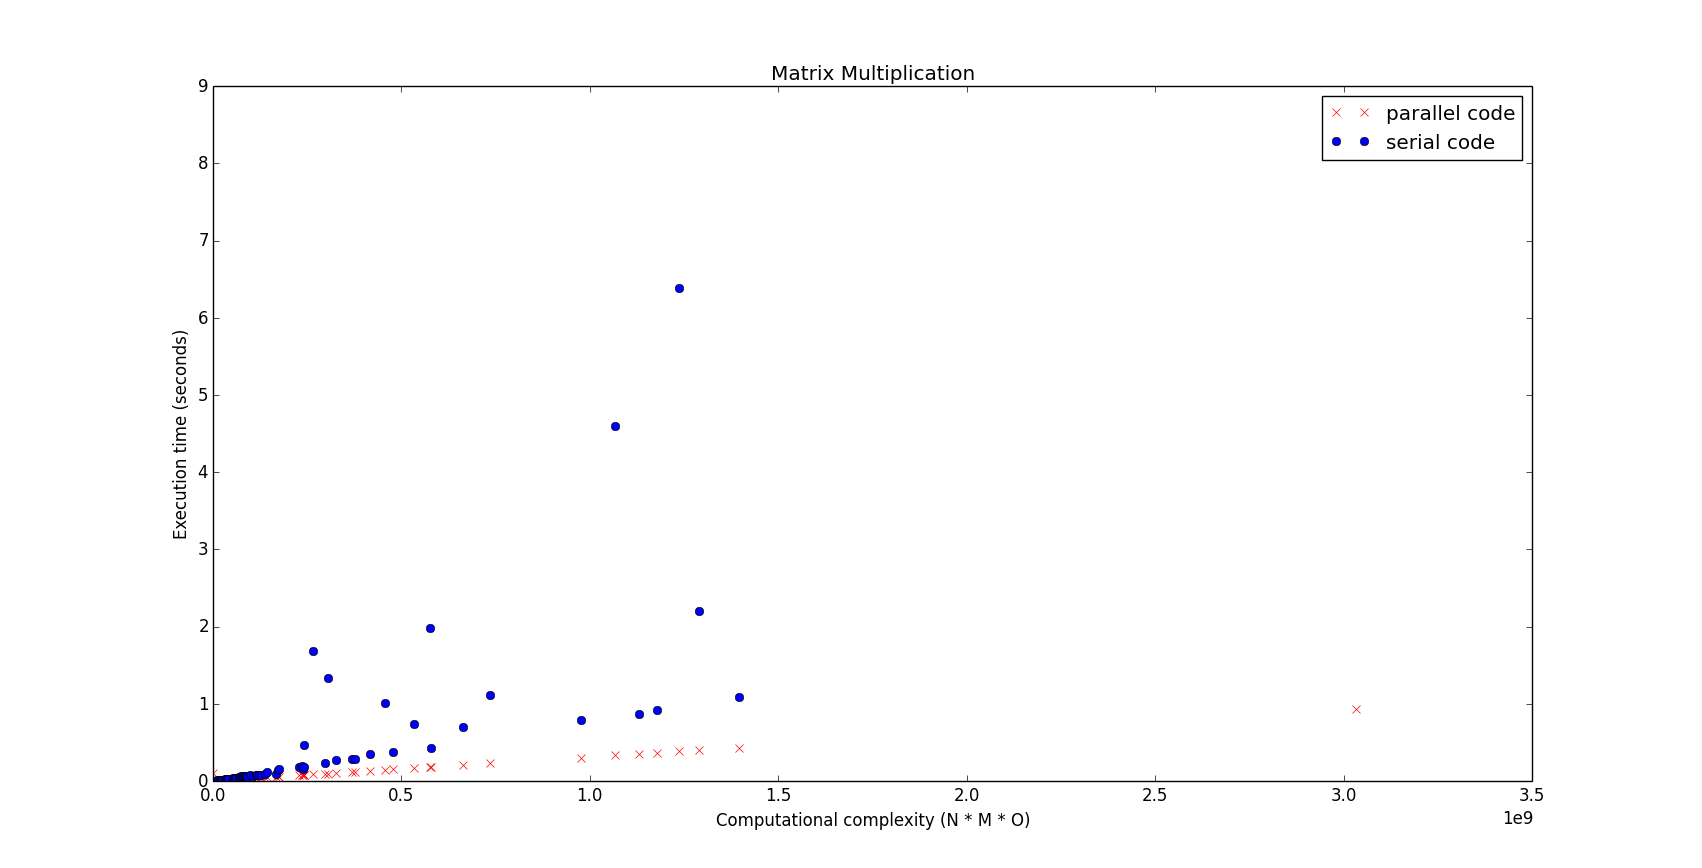 Matrix Multiplication
parallel code
serial code
9
8
7
6
5
4
3
2
1
0
Execution time (seconds)
0.0 0.5 1.0 1.5 2.0 2.5 3.0 3.5
1e9
Computational complexity (N * M * O)